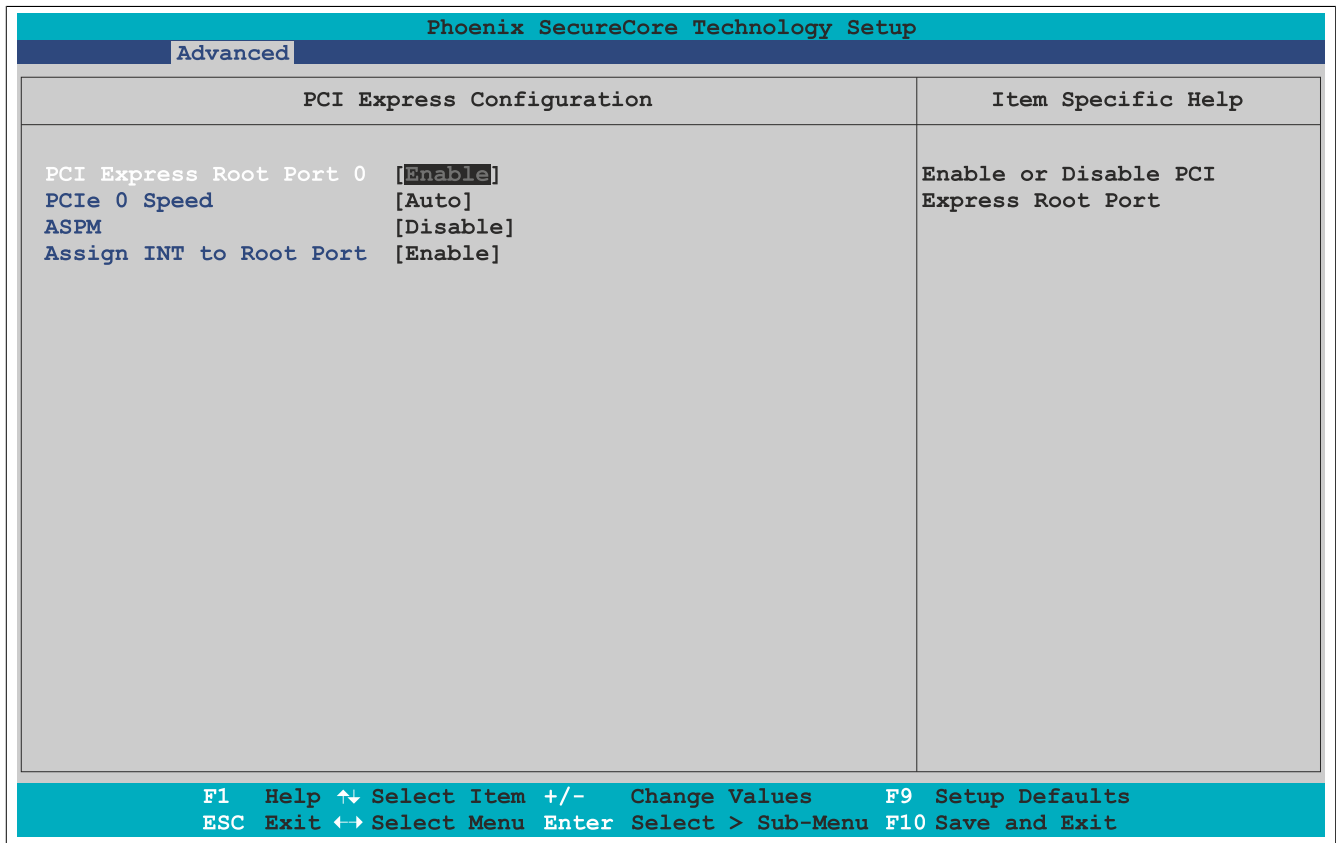 Phoenix SecureCore Technology Setup
Advanced
PCI Express Configuration
Item Specific Help
PCI Express Root Port 0 [Enable]
PCIe 0 Speed [Auto]
ASPM [Disable]
Assign INT to Root Port [Enable]
Enable or Disable PCI
Express Root Port
F1 Help ↑↓ Select Item +/- Change Values F9 Setup Defaults
ESC Exit ←→ Select Menu Enter Select > Sub-Menu F10 Save and Exit